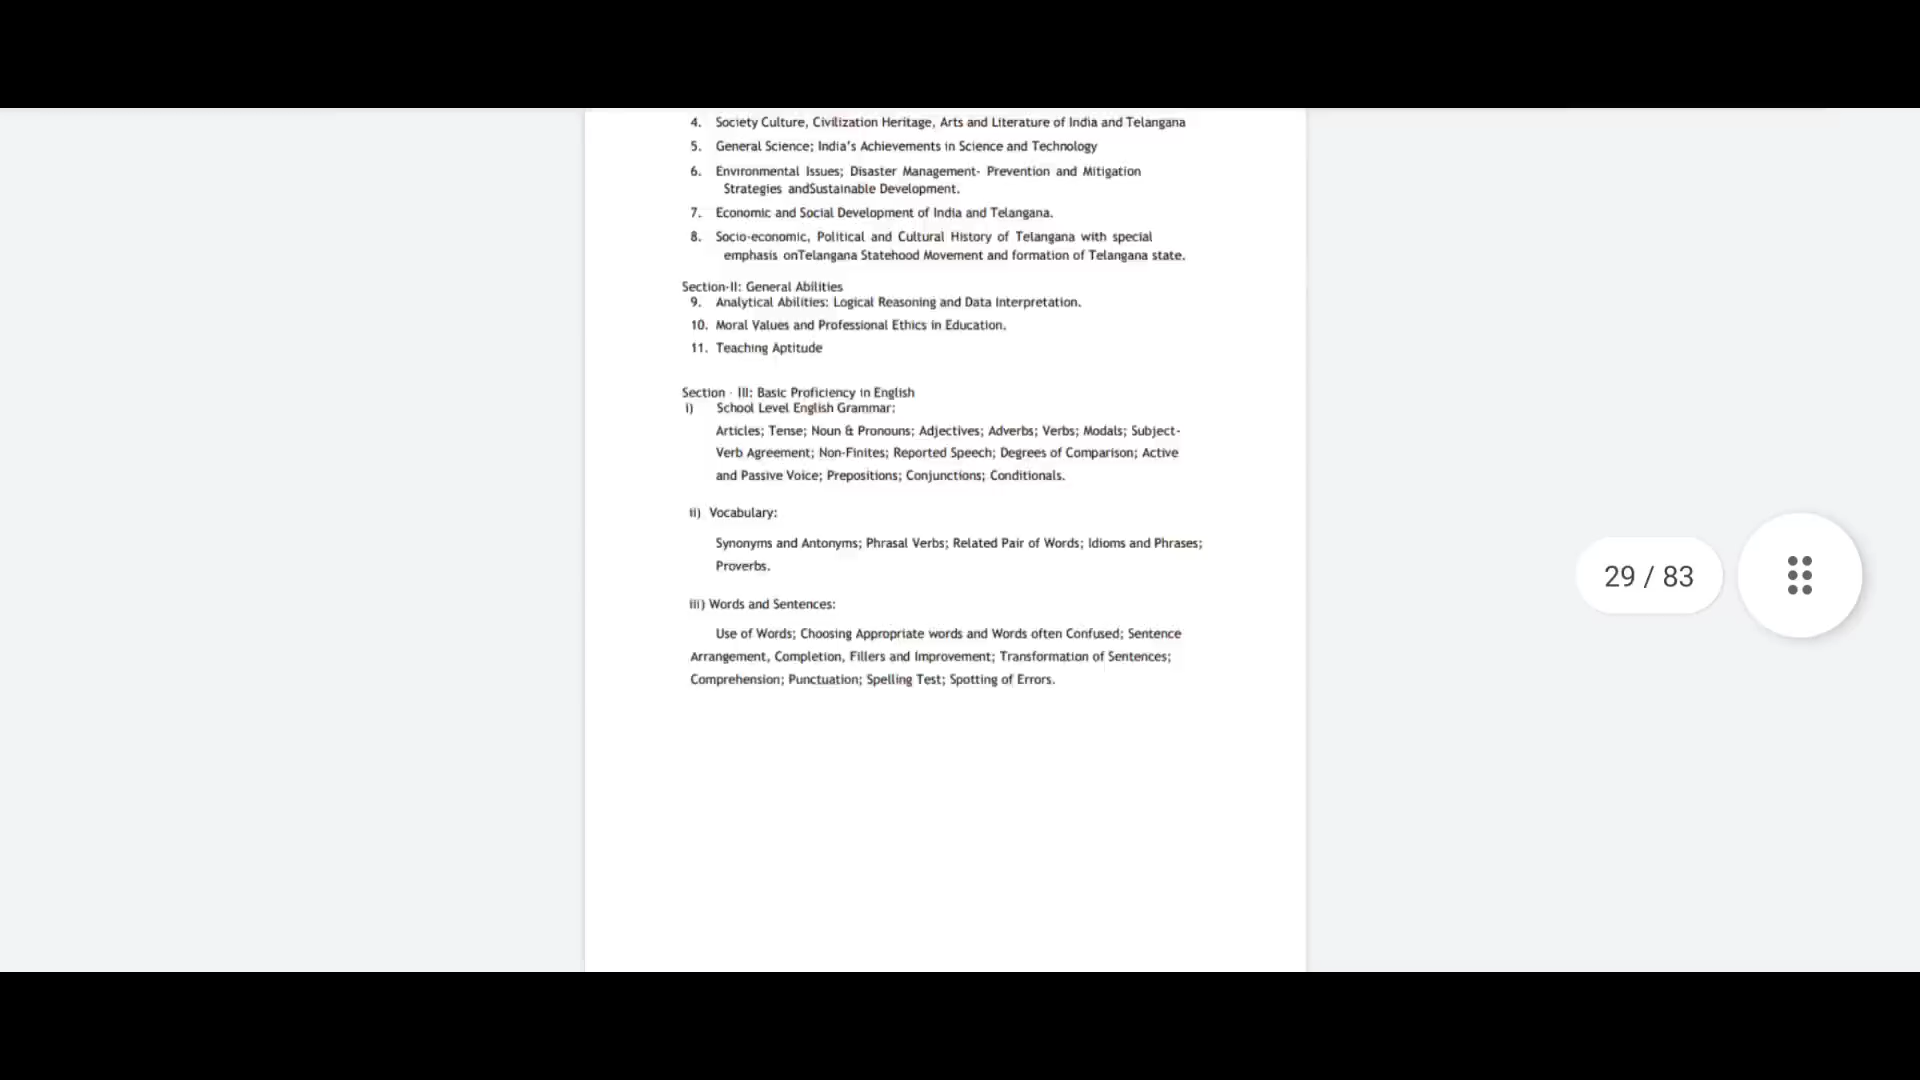 4. Society Culture, Civilization Heritage, Arts and Literature of India and Telangana
5. General Science; India's Achievements in Science and Technology
6. Environmental Issues; Disaster Management- Prevention and Mitigation
Strategies andSustainable Development.
7. Economic and Social Development of India and Telangana.
8. Socio-economic, Political and Cultural History of Telangana with special
emphasis onTelangana Statehood Movement and formation of Telangana state.
Section-II: General Abilities
9. Analytical Abilities: Logical Reasoning and Data Interpretation.
10. Moral Values and Professional Ethics in Education.
11. Teaching Aptitude
Section - III: Basic Proficiency in English
i) School Level English Grammar:
Articles; Tense; Noun & Pronouns; Adjectives; Adverbs; Verbs; Modals; Subject-
Verb Agreement; Non-Finites; Reported Speech; Degrees of Comparison; Active
and Passive Voice; Prepositions; Conjunctions; Conditionals.
ii) Vocabulary:
Synonyms and Antonyms; Phrasal Verbs; Related Pair of Words; Idioms and Phrases;
Proverbs.
iii) Words and Sentences:
Use of Words; Choosing Appropriate words and Words often Confused; Sentence
Arrangement, Completion, Fillers and Improvement; Transformation of Sentences;
Comprehension; Punctuation; Spelling Test; Spotting of Errors.
29 / 83